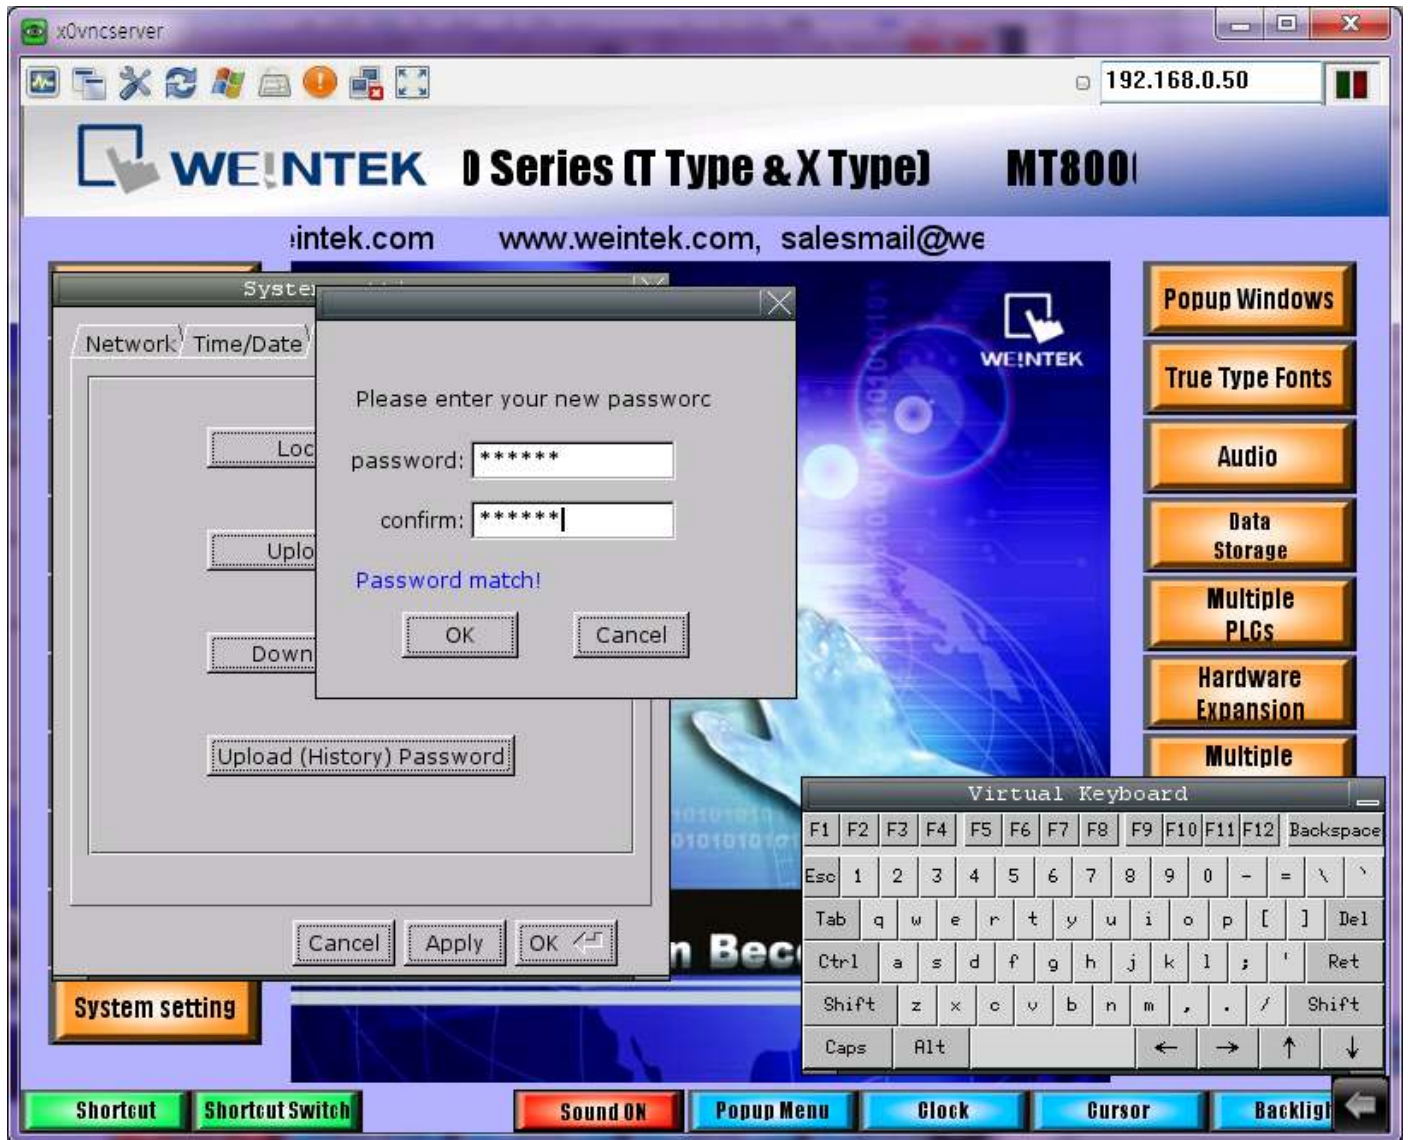 x0vncserver
192.168.0.50
WE!NTEK 0 Series (T Type & X Type) MT800
intek.com www.weintek.com, salesmail@we
Syste
Network Time/Date
Please enter your new passworc
password: ******
confirm: ******
Password match!
OK Cancel
Loc
Uplo
Down
Upload (History) Password
Cancel Apply OK
WE!NTEK
Popup Windows
True Type Fonts
Audio
Data
Storage
Multiple
PLCs
Hardware
Expansion
Multiple
n Bec
System setting
Virtual Keyboard
F1 F2 F3 F4 F5 F6 F7 F8 F9 F10 F11 F12 Backspace
Esc 1 2 3 4 5 6 7 8 9 0 - = \ `
Tab q w e r t y u i o p [ ] Del
Ctrl a s d f g h j k l ; ' Ret
Shift z x c v b n m , . / Shift
Caps Alt ← → ↑ ↓
Shortcut Shortcut Switch Sound ON Popup Menu Clock Cursor Backligh